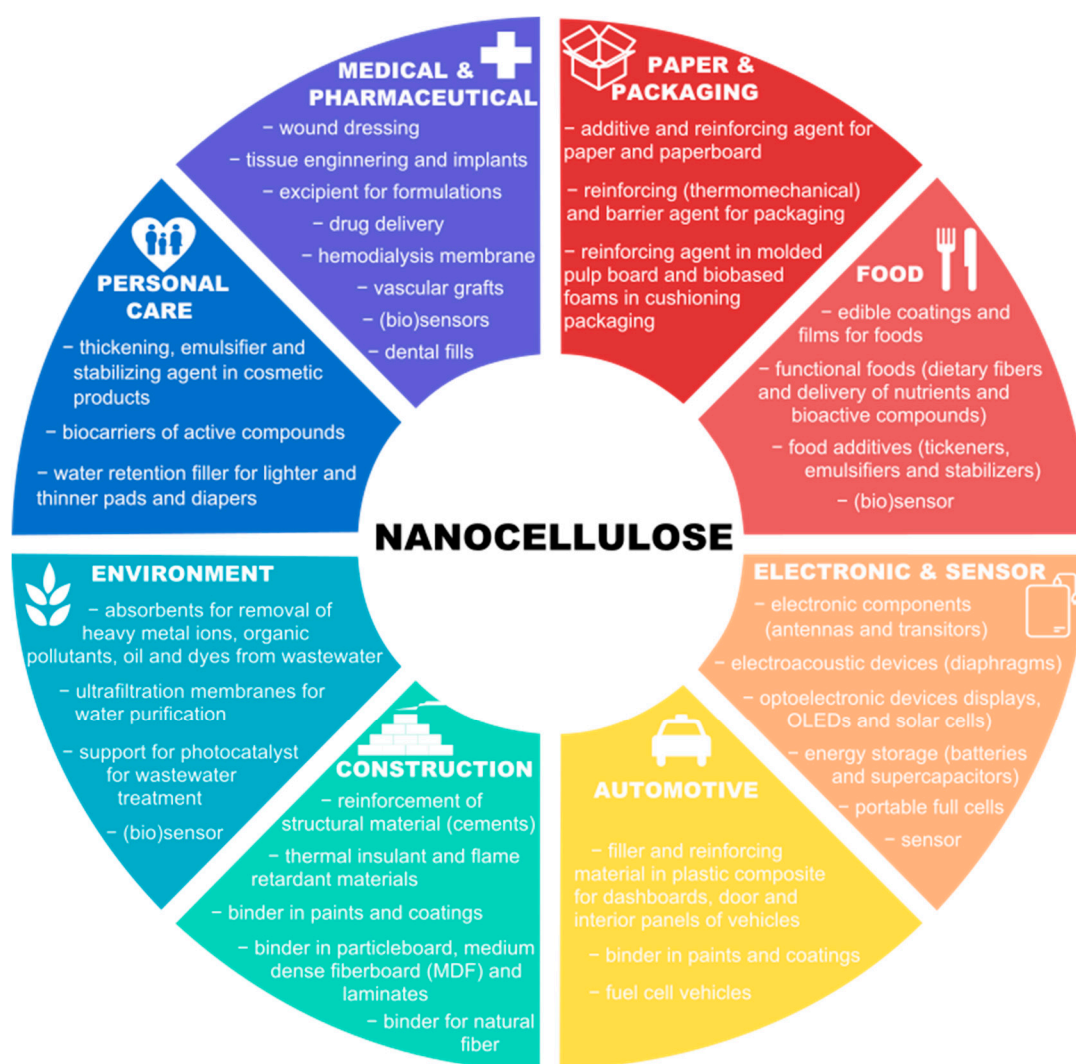 MEDICAL &
PHARMACEUTICAL
– wound dressing
– tissue enginnering and implants
– excipient for formulations
– drug delivery
– hemodialysis membrane
– vascular grafts
– (bio)sensors
– dental fills
PAPER &
PACKAGING
– additive and reinforcing agent for
paper and paperboard
– reinforcing (thermomechanical)
and barrier agent for packaging
– reinforcing agent in molded
pulp board and biobased
foams in cushioning
packaging
PERSONAL
CARE
– thickening, emulsifier and
stabilizing agent in cosmetic
products
– biocarriers of active compounds
– water retention filler for lighter and
thinner pads and diapers
FOOD
– edible coatings and
films for foods
– functional foods (dietary fibers
and delivery of nutrients and
bioactive compounds)
– food additives (tickeners,
emulsifiers and stabilizers)
– (bio)sensor
NANOCELLULOSE
ENVIRONMENT
– absorbents for removal of
heavy metal ions, organic
pollutants, oil and dyes from wastewater
– ultrafiltration membranes for
water purification
– support for photocatalyst
for wastewater
treatment
– (bio)sensor
ELECTRONIC & SENSOR
– electronic components
(antennas and transitors)
– electroacoustic devices (diaphragms)
– optoelectronic devices displays,
OLEDs and solar cells)
– energy storage (batteries
and supercapacitors)
– portable full cells
– sensor
CONSTRUCTION
– reinforcement of
structural material (cements)
– thermal insulant and flame
retardant materials
– binder in paints and coatings
– binder in particleboard, medium
dense fiberboard (MDF) and
laminates
– binder for natural
fiber
AUTOMOTIVE
– filler and reinforcing
material in plastic composite
for dashboards, door and
interior panels of vehicles
– binder in paints and coatings
– fuel cell vehicles